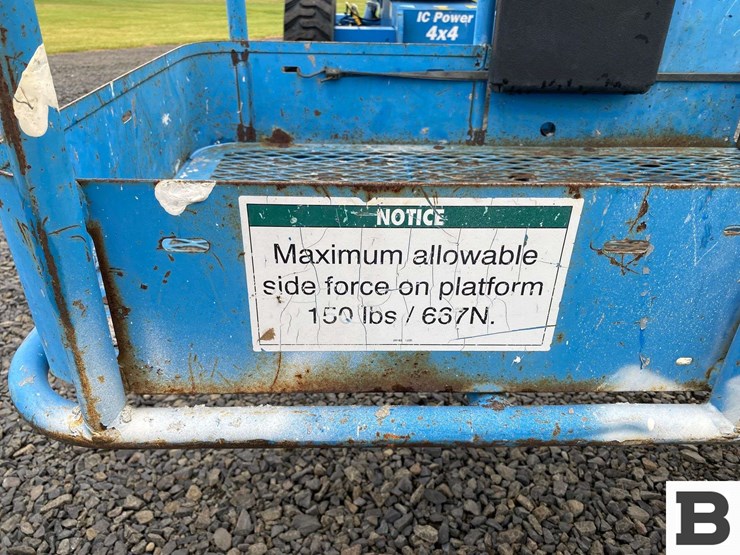 IC Power
4x4
NOTICE
Maximum allowable
side force on platform
150 lbs / 637N.
B